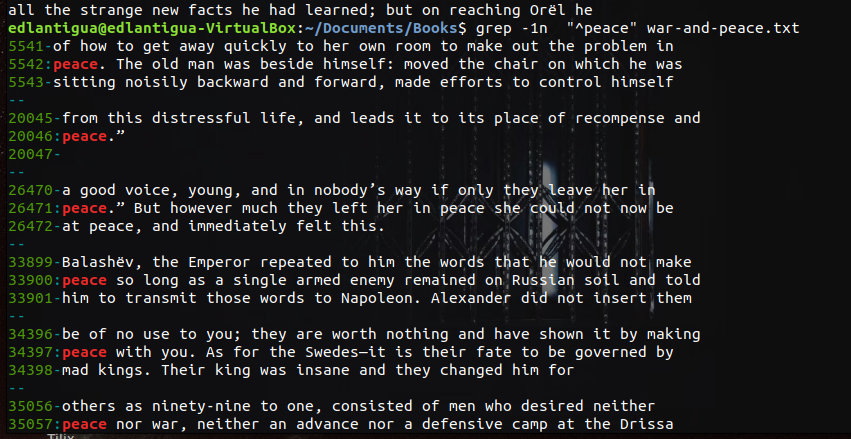 all the strange new facts he had learned; but on reaching Orël he
edlantigua@edlantigua-VirtualBox:~/Documents/Books$ grep -1n  "^peace" war-and-peace.txt
5541-of how to get away quickly to her own room to make out the problem in
5542:peace. The old man was beside himself: moved the chair on which he was
5543-sitting noisily backward and forward, made efforts to control himself
--
20045-from this distressful life, and leads it to its place of recompense and
20046:peace.”
20047-
--
26470-a good voice, young, and in nobody’s way if only they leave her in
26471:peace.” But however much they left her in peace she could not now be
26472-at peace, and immediately felt this.
--
33899-Balashëv, the Emperor repeated to him the words that he would not make
33900:peace so long as a single armed enemy remained on Russian soil and told
33901-him to transmit those words to Napoleon. Alexander did not insert them
--
34396-be of no use to you; they are worth nothing and have shown it by making
34397:peace with you. As for the Swedes—it is their fate to be governed by
34398-mad kings. Their king was insane and they changed him for
--
35056-others as ninety-nine to one, consisted of men who desired neither
35057:peace nor war, neither an advance nor a defensive camp at the Drissa
Tilix